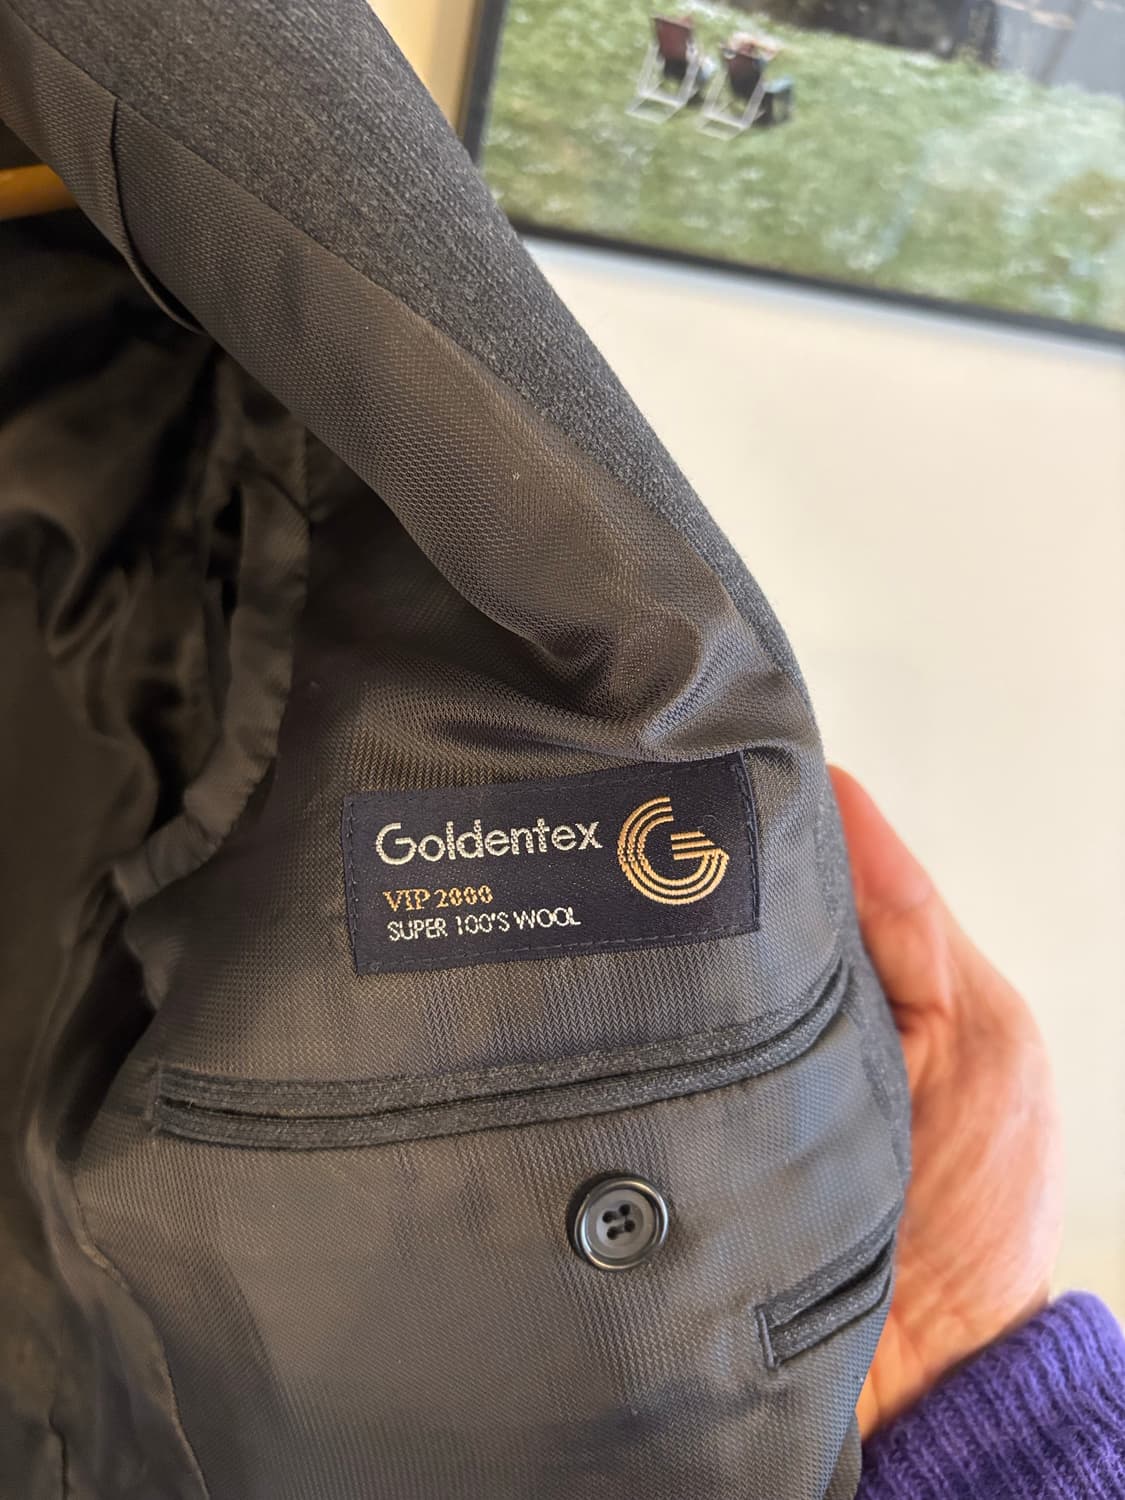 Goldentex
VIP 2000
SUPER 100'S WOOL